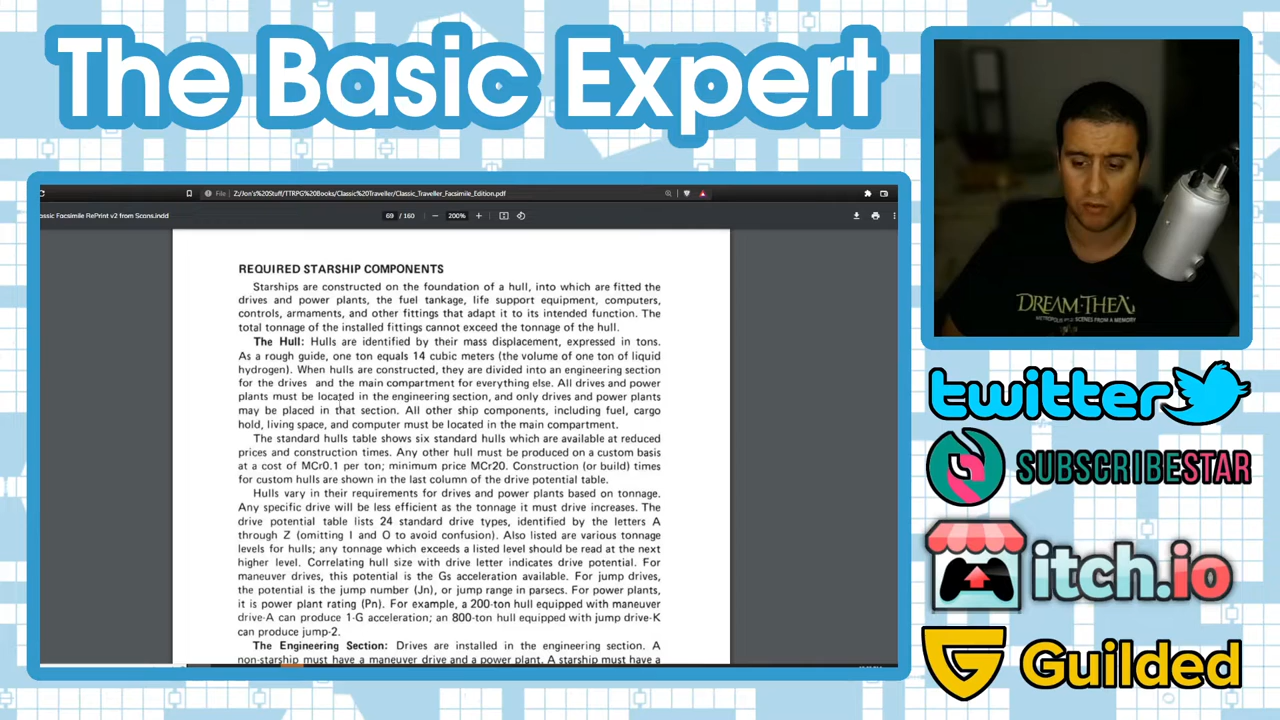 The Basic Expert
File Z:/Jon's%20Stuff/TTRPG%20Books/Classic%20Traveller/Classic_Traveller_Facsimile_Edition.pdf
assic Facsimile RePrint v2 from Scans.indd
69 / 160
200%
REQUIRED STARSHIP COMPONENTS
Starships are constructed on the foundation of a hull, into which are fitted the
drives and power plants, the fuel tankage, life support equipment, computers,
controls, armaments, and other fittings that adapt it to its intended function. The
total tonnage of the installed fittings cannot exceed the tonnage of the hull.
The Hull: Hulls are identified by their mass displacement, expressed in tons.
As a rough guide, one ton equals 14 cubic meters (the volume of one ton of liquid
hydrogen). When hulls are constructed, they are divided into an engineering section
for the drives and the main compartment for everything else. All drives and power
plants must be located in the engineering section, and only drives and power plants
may be placed in that section. All other ship components, including fuel, cargo
hold, living space, and computer must be located in the main compartment.
The standard hulls table shows six standard hulls which are available at reduced
prices and construction times. Any other hull must be produced on a custom basis
at a cost of MCr0.1 per ton; minimum price MCr20. Construction (or build) times
for custom hulls are shown in the last column of the drive potential table.
Hulls vary in their requirements for drives and power plants based on tonnage.
Any specific drive will be less efficient as the tonnage it must drive increases. The
drive potential table lists 24 standard drive types, identified by the letters A
through Z (omitting I and O to avoid confusion). Also listed are various tonnage
levels for hulls; any tonnage which exceeds a listed level should be read at the next
higher level. Correlating hull size with drive letter indicates drive potential. For
maneuver drives, this potential is the Gs acceleration available. For jump drives,
the potential is the jump number (Jn), or jump range in parsecs. For power plants,
it is power plant rating (Pn). For example, a 200-ton hull equipped with maneuver
drive-A can produce 1-G acceleration; an 800-ton hull equipped with jump drive-K
can produce jump-2.
The Engineering Section: Drives are installed in the engineering section. A
non-starship must have a maneuver drive and a power plant. A starship must have a
DREAM THEA
METROPOLIS PT.2: SCENES FROM A MEMORY
twitter
SUBSCRIBESTAR
itch.io
Guilded